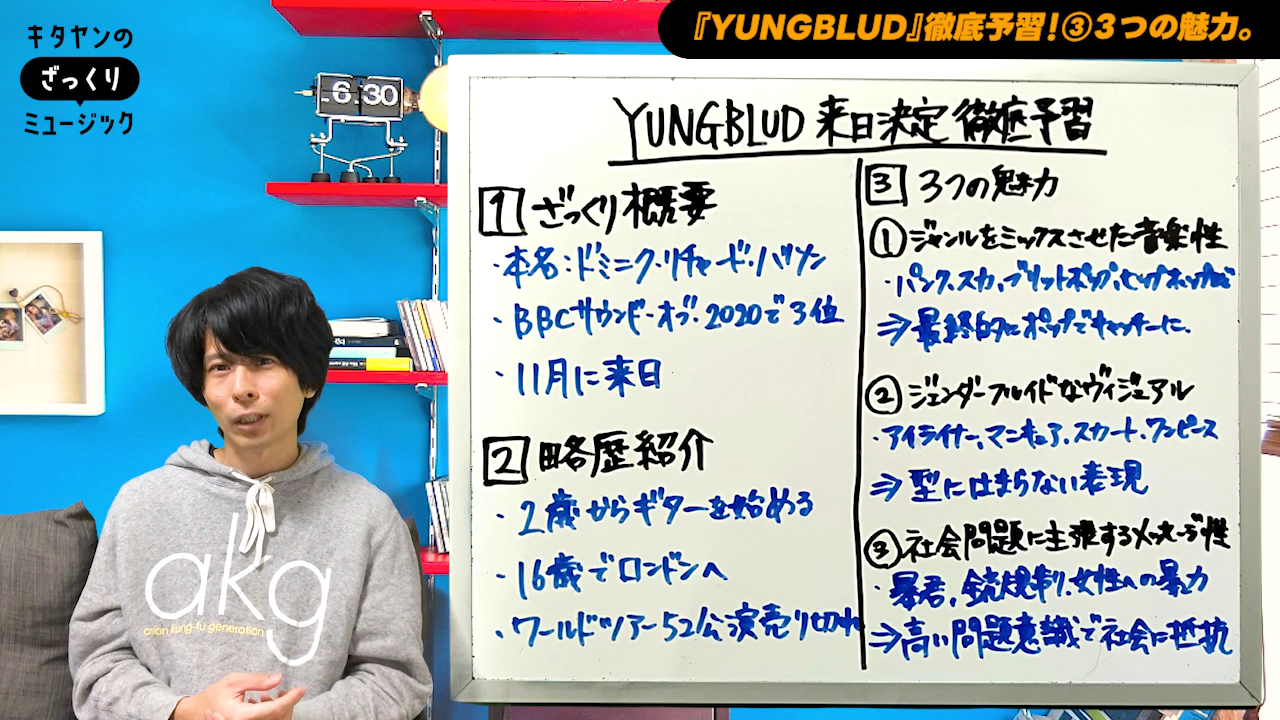 キタヤンの
ざっくり
ミュージック
『YUNGBLUD』徹底予習！③３つの魅力。
6 30
YUNGBLUD 来日決定 徹底予習
1 ざっくり概要
・本名：ドミニク・リチャード・ハリソン
・BBCサウンド・オブ・2020で3位
・11月に来日
2 略歴紹介
・2歳からギターを始める
・16歳でロンドンへ
・ワールドツアー52公演売り切れ
3 3つの魅力
① ジャンルをミックスさせた音楽性
・パンク、スカ、ブリットポップ、ヒップホップなど
⇒最終的にポップでキャッチーに。
② ジェンダーフルイドなヴィジュアル
・アイライナー、マニキュア、スカート、ワンピース
⇒型にはまらない表現
③ 社会問題に主張するメッセージ性
・暴君、銃規制、女性への暴力
⇒高い問題意識で社会に抵抗
akg
asian kung-fu generation